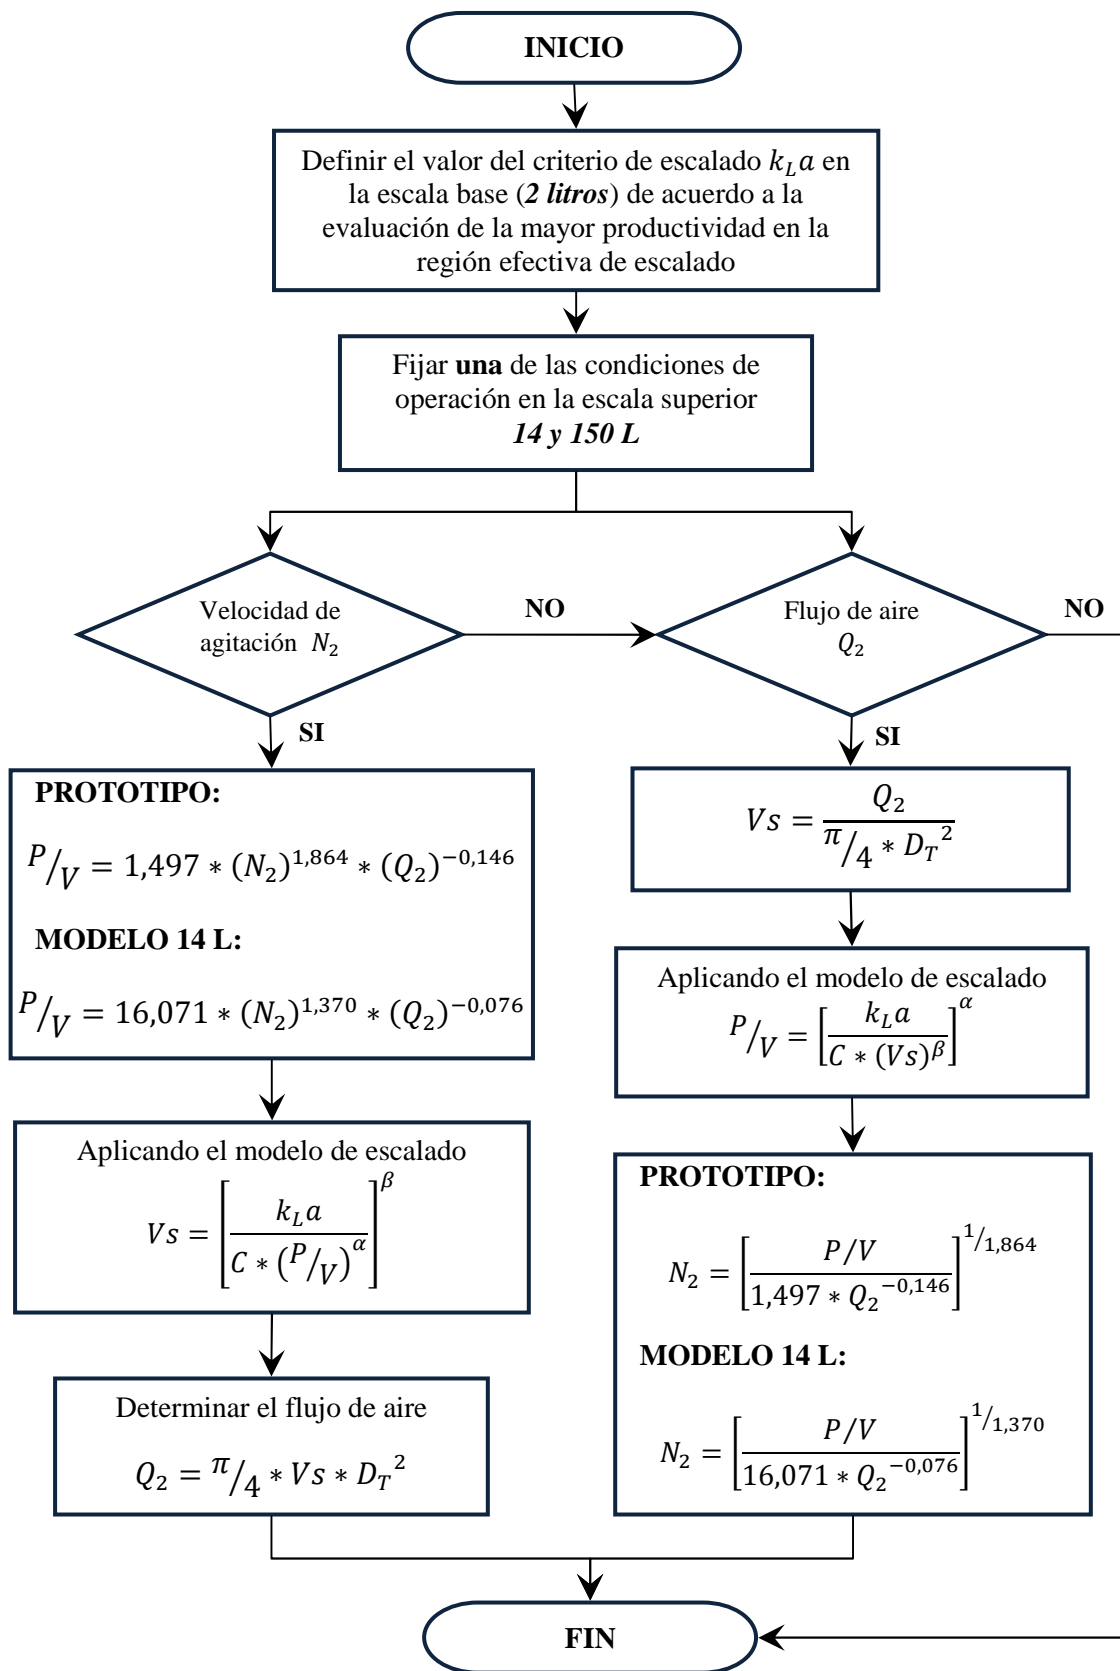 INICIO
Definir el valor del criterio de escalado k_L a en
la escala base (2 litros) de acuerdo a la
evaluación de la mayor productividad en la
región efectiva de escalado
Fijar una de las condiciones de
operación en la escala superior
14 y 150 L
Velocidad de
agitación N_2
NO
Flujo de aire
Q_2
NO
SI
PROTOTIPO:
P/V = 1,497 * (N_2)^{1,864} * (Q_2)^{-0,146}
MODELO 14 L:
P/V = 16,071 * (N_2)^{1,370} * (Q_2)^{-0,076}
Aplicando el modelo de escalado
Vs = [k_L a / (C * (P/V)^α)]^β
Determinar el flujo de aire
Q_2 = π/4 * Vs * D_T^2
SI
Vs = Q_2 / (π/4 * D_T^2)
Aplicando el modelo de escalado
P/V = [k_L a / (C * (Vs)^β)]^α
PROTOTIPO:
N_2 = [P/V / (1,497 * Q_2^{-0,146})]^{1/1,864}
MODELO 14 L:
N_2 = [P/V / (16,071 * Q_2^{-0,076})]^{1/1,370}
FIN